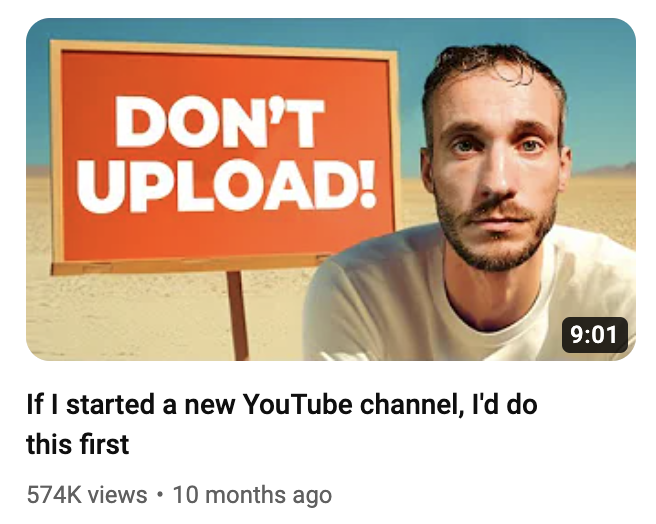 DON'T
UPLOAD!
9:01
If I started a new YouTube channel, I'd do
this first
574K views • 10 months ago